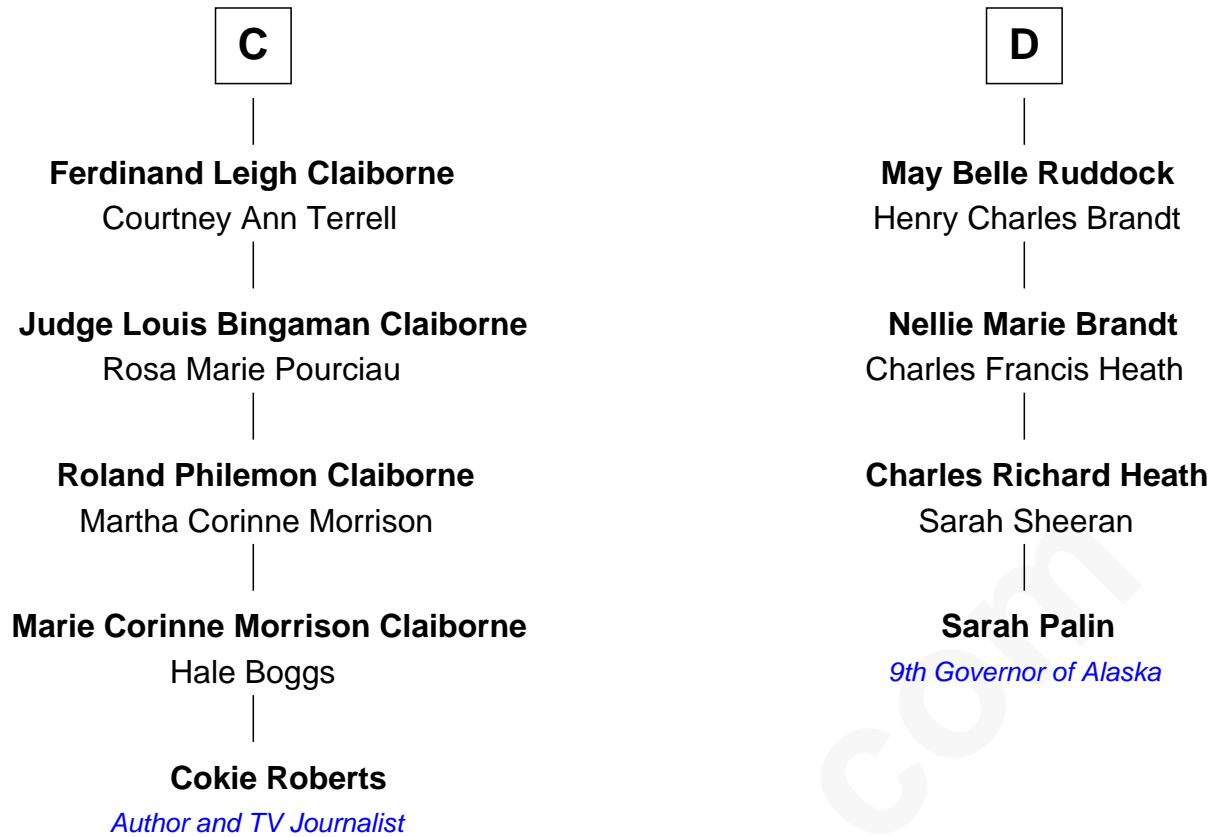 C
Ferdinand Leigh Claiborne
Courtney Ann Terrell
Judge Louis Bingaman Claiborne
Rosa Marie Pourciau
Roland Philemon Claiborne
Martha Corinne Morrison
Marie Corinne Morrison Claiborne
Hale Boggs
Cokie Roberts
Author and TV Journalist
D
May Belle Ruddock
Henry Charles Brandt
Nellie Marie Brandt
Charles Francis Heath
Charles Richard Heath
Sarah Sheeran
Sarah Palin
9th Governor of Alaska
com